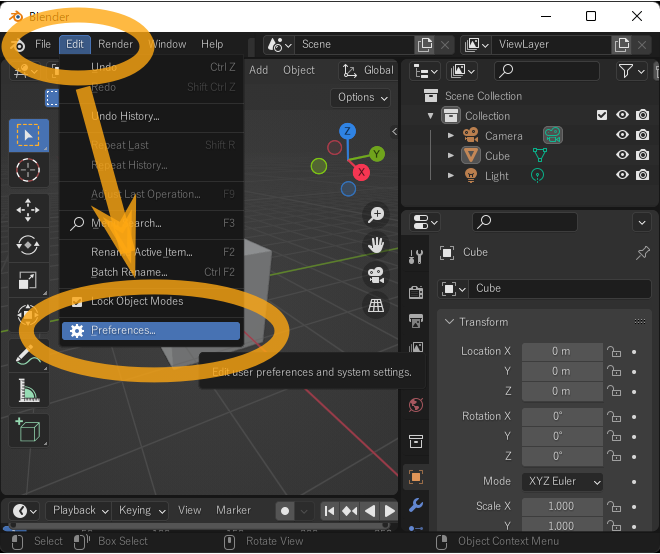 Blender
File Edit Render Window Help
Scene
ViewLayer
Add Object
Global
Options
Undo Ctrl Z
Redo Shift Ctrl Z
Undo History...
Repeat Last Shift R
Repeat History...
Adjust Last Operation... F9
Menu Search... F3
Rename Active Item... F2
Batch Rename... Ctrl F2
Lock Object Modes
Preferences...
Edit user preferences and system settings.
Z
Y
X
Scene Collection
Collection
Camera
Cube
Light
Cube
Cube
Transform
Location X 0 m
Y 0 m
Z 0 m
Rotation X 0°
Y 0°
Z 0°
Mode XYZ Euler
Scale X 1.000
Y 1.000
Playback Keying View Marker
Select Box Select Rotate View Object Context Menu